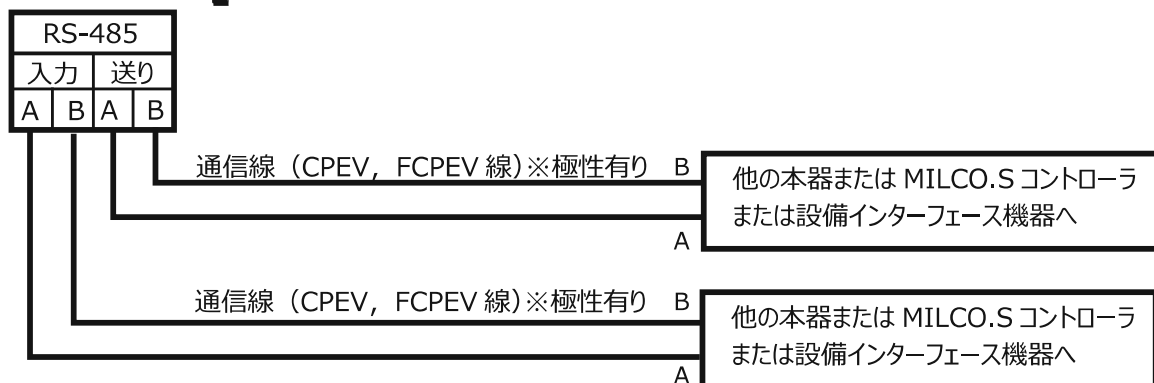 RS-485
入力 送り
A B A B
通信線（CPEV, FCPEV 線）※極性有り B
他の本器または MILCO.S コントローラ
または設備インターフェース機器へ
A
通信線（CPEV, FCPEV 線）※極性有り B
他の本器または MILCO.S コントローラ
または設備インターフェース機器へ
A